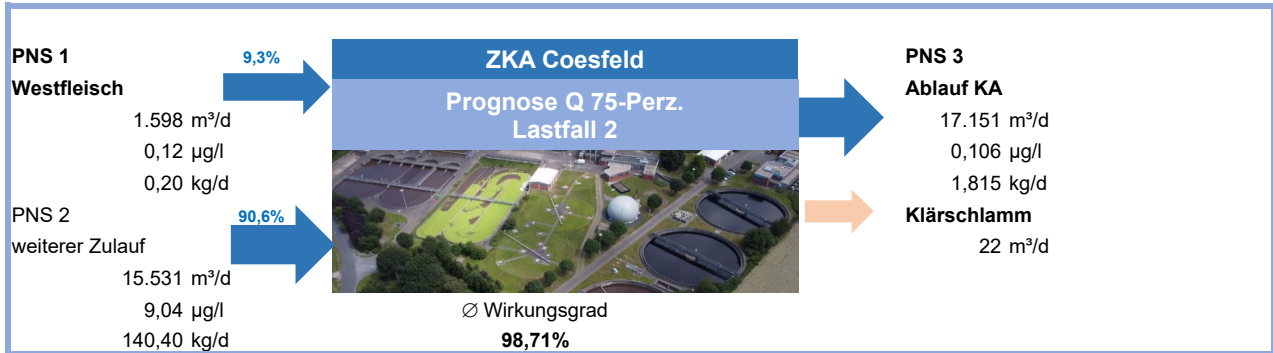 PNS 1
Westfleisch
1.598 m³/d
0,12 µg/l
0,20 kg/d
9,3%
PNS 2
weiterer Zulauf
15.531 m³/d
9,04 µg/l
140,40 kg/d
90,6%
ZKA Coesfeld
Prognose Q 75-Perz.
Lastfall 2
∅ Wirkungsgrad
98,71%
PNS 3
Ablauf KA
17.151 m³/d
0,106 µg/l
1,815 kg/d
Klärschlamm
22 m³/d